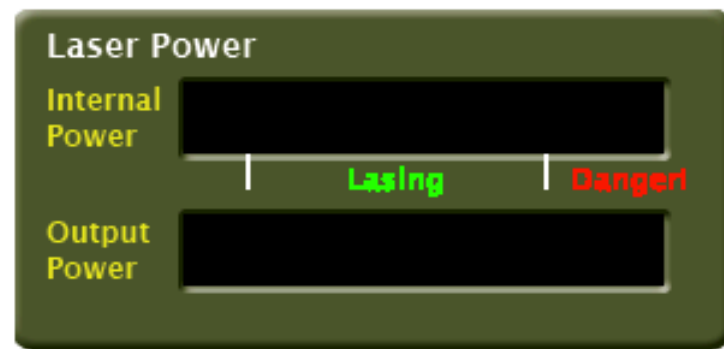 Laser Power
Internal
Power
Lasing Danger!
Output
Power